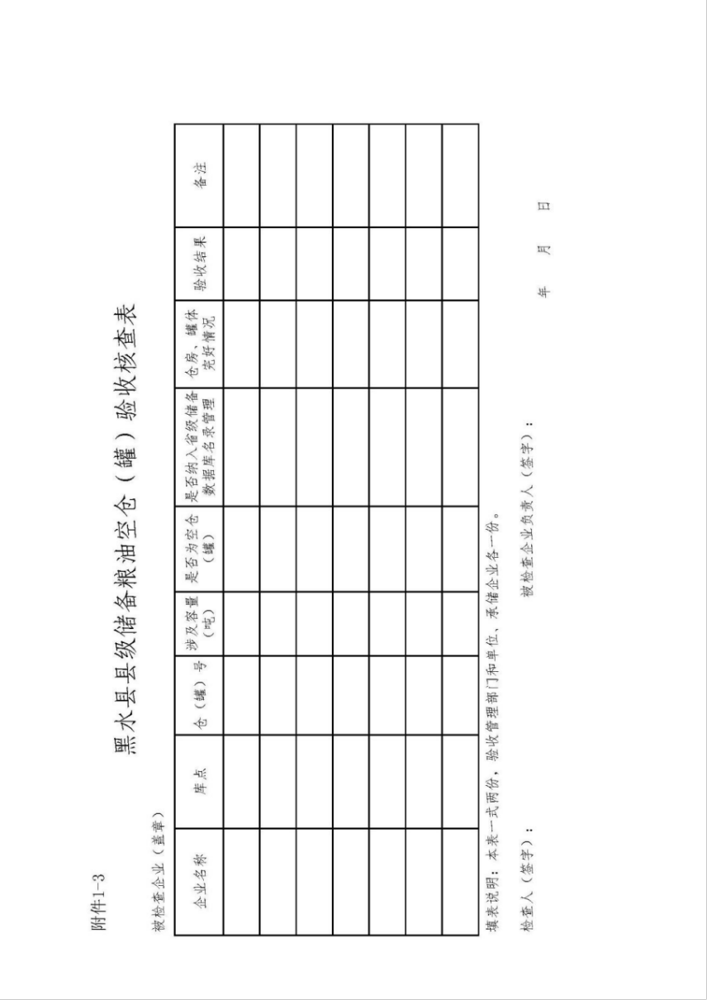 附件1-3
黑水县县级储备粮油空仓（罐）验收核查表
被检查企业（盖章）
企业名称
库点
仓（罐）号
涉及容量
（吨）
是否为空仓
（罐）
是否纳入省级储备
数据库名录管理
仓房、罐体
完好情况
验收结果
备注
填表说明：本表一式两份，验收管理部门和单位、承储企业各一份。
检查人（签字）：
被检查企业负责人（签字）：
年 月 日